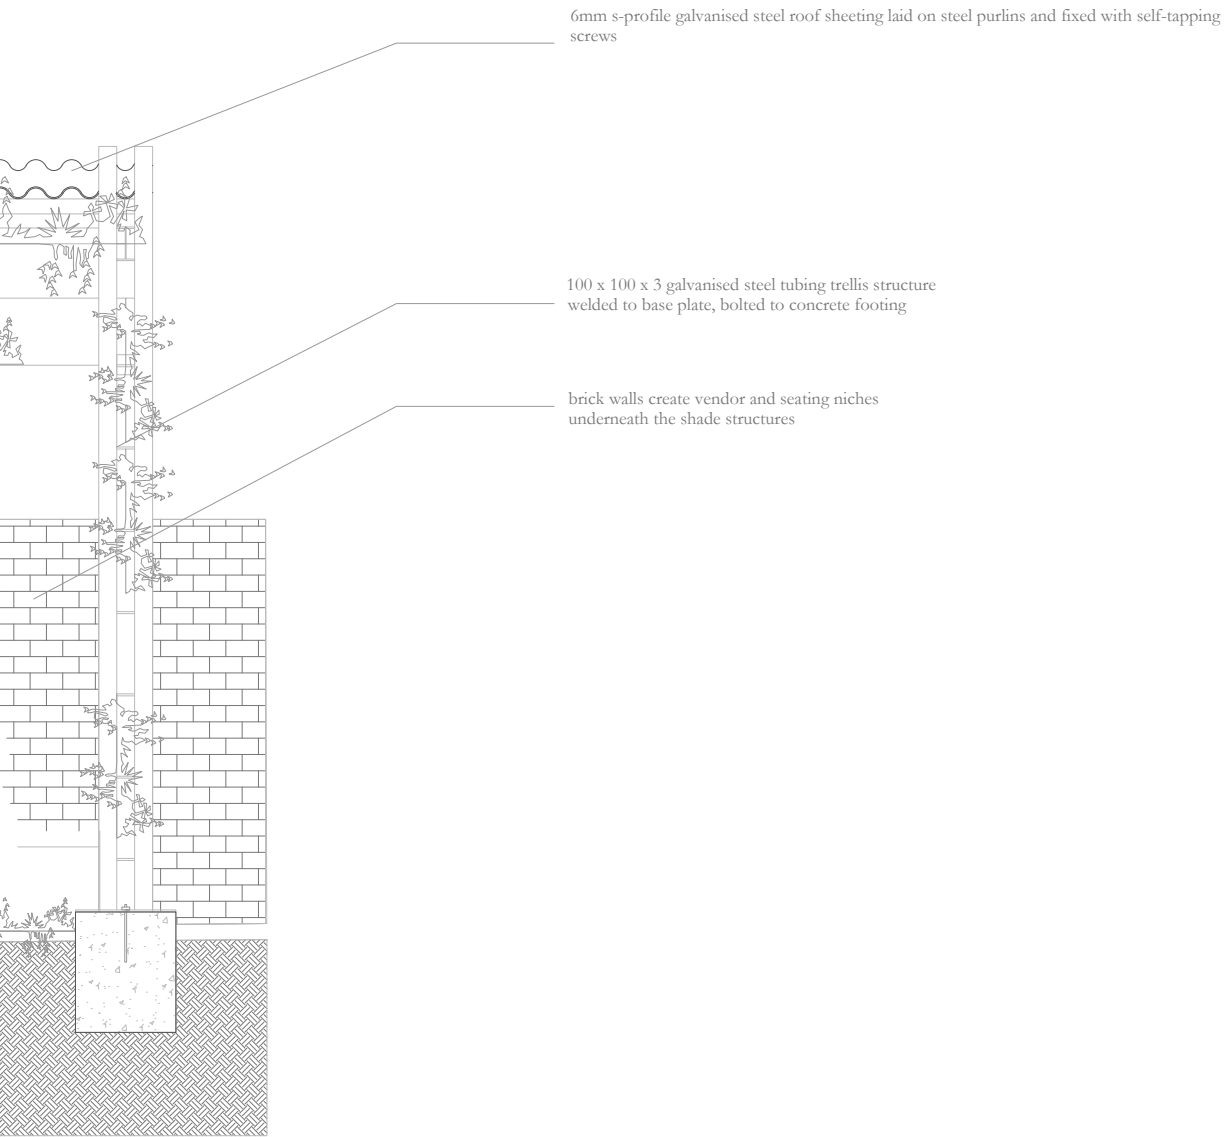 6mm s-profile galvanised steel roof sheeting laid on steel purlins and fixed with self-tapping
screws
100 x 100 x 3 galvanised steel tubing trellis structure
welded to base plate, bolted to concrete footing
brick walls create vendor and seating niches
underneath the shade structures